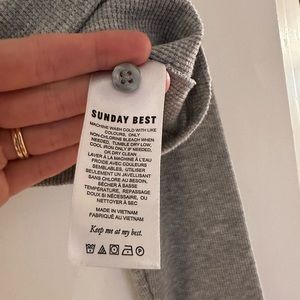 SUNDAY BEST
MACHINE WASH COLD WITH LIKE
COLOURS, ONLY
NON-CHLORINE BLEACH WHEN
NEEDED, TUMBLE DRY LOW,
COOL IRON ONLY IF NEEDED,
OR DRY CLEAN
LAVER À LA MACHINE À L'EAU
FROIDE AVEC COULEURS
SEMBLABLES, UTILISER
SEULEMENT UN AGENT AVELLISANT
SANS CHLORE AU BESOIN,
SÉCHER À BASSE
TEMPÉRATURE, REPASSAGE
DOUX SI NÉCESSAIRE, OU
NETTOYER À SEC
MADE IN VIETNAM
FABRIQUÉ AU VIETNAM
Keep me at my best.